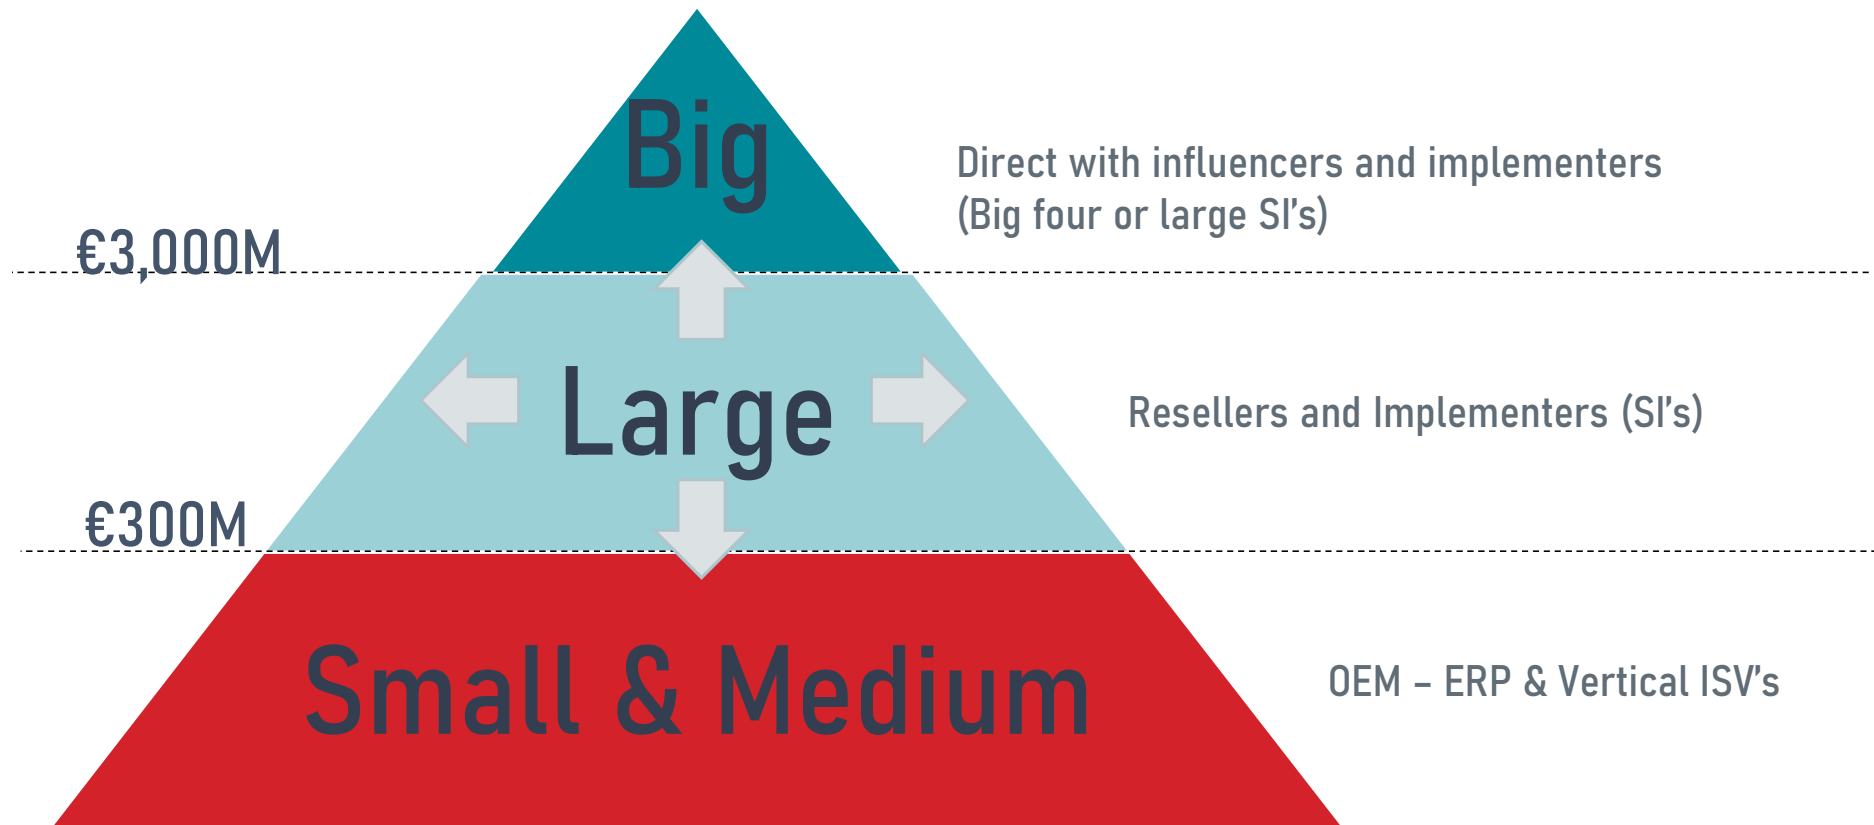 Big
Direct with influencers and implementers
(Big four or large SI's)
€3,000M
Large
Resellers and Implementers (SI's)
€300M
Small & Medium
OEM – ERP & Vertical ISV's